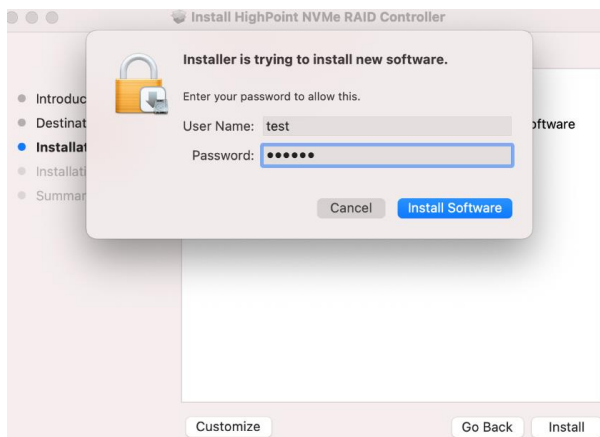 Install HighPoint NVMe RAID Controller
Installer is trying to install new software.
Enter your password to allow this.
User Name: test
Password: ●●●●●●
Cancel Install Software
Introduc
Destinat
Installat
Installati
Summar
oftware
Customize Go Back Install